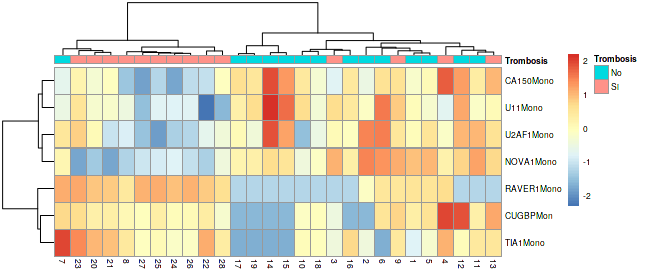 Trombosis
Trombosis
No
SI
2
1
0
-1
-2
CA150Mono
U11Mono
U2AF1Mono
NOVA1Mono
RAVER1Mono
CUGBPMon
TIA1Mono
7 23 20 21 8 27 25 24 26 22 28 17 19 14 15 10 18 3 16 2 6 9 1 5 4 12 11 13